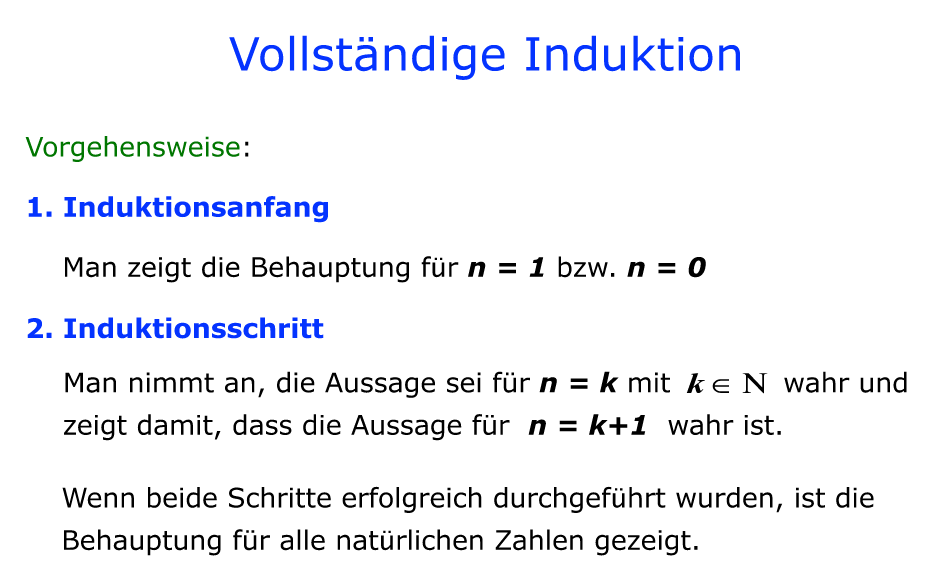 Vollständige Induktion
Vorgehensweise:
1. Induktionsanfang
Man zeigt die Behauptung für n = 1 bzw. n = 0
2. Induktionsschritt
Man nimmt an, die Aussage sei für n = k mit k ∈ N wahr und
zeigt damit, dass die Aussage für n = k+1 wahr ist.
Wenn beide Schritte erfolgreich durchgeführt wurden, ist die
Behauptung für alle natürlichen Zahlen gezeigt.